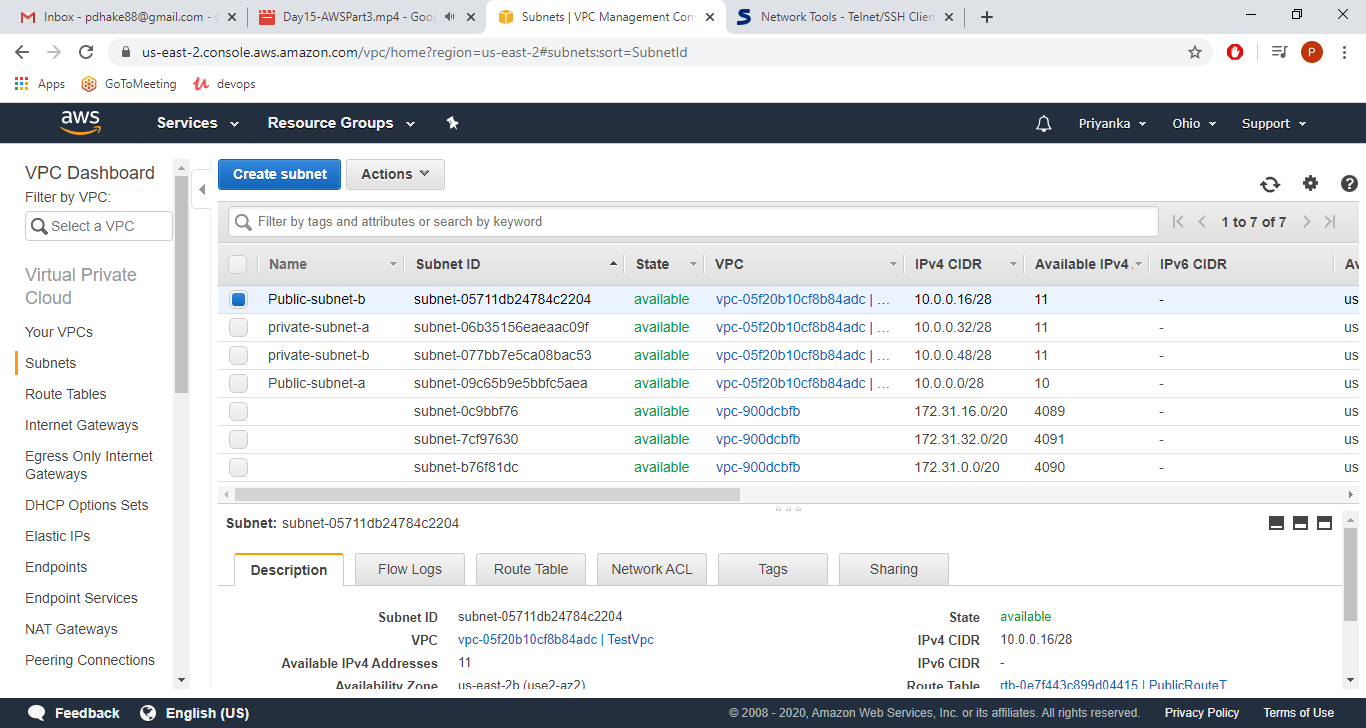 Inbox - pdhake88@gmail.com -
Day15-AWSPart3.mp4 - Goo
Subnets | VPC Management Con
Network Tools - Telnet/SSH Clien
us-east-2.console.aws.amazon.com/vpc/home?region=us-east-2#subnets:sort=SubnetId
P
Apps GoToMeeting devops
aws Services Resource Groups Priyanka Ohio Support
VPC Dashboard
Filter by VPC:
Select a VPC
Virtual Private
Cloud
Your VPCs
Subnets
Route Tables
Internet Gateways
Egress Only Internet
Gateways
DHCP Options Sets
Elastic IPs
Endpoints
Endpoint Services
NAT Gateways
Peering Connections
Create subnet Actions
Filter by tags and attributes or search by keyword
1 to 7 of 7
Name Subnet ID State VPC IPv4 CIDR Available IPv4 IPv6 CIDR Av
Public-subnet-b subnet-05711db24784c2204 available vpc-05f20b10cf8b84adc | ... 10.0.0.16/28 11 - us
private-subnet-a subnet-06b35156eaeaac09f available vpc-05f20b10cf8b84adc | ... 10.0.0.32/28 11 - us
private-subnet-b subnet-077bb7e5ca08bac53 available vpc-05f20b10cf8b84adc | ... 10.0.0.48/28 11 - us
Public-subnet-a subnet-09c65b9e5bbfc5aea available vpc-05f20b10cf8b84adc | ... 10.0.0.0/28 10 - us
subnet-0c9bbf76 available vpc-900dcbfb 172.31.16.0/20 4089 - us
subnet-7cf97630 available vpc-900dcbfb 172.31.32.0/20 4091 - us
subnet-b76f81dc available vpc-900dcbfb 172.31.0.0/20 4090 - us
Subnet: subnet-05711db24784c2204
Description Flow Logs Route Table Network ACL Tags Sharing
Subnet ID subnet-05711db24784c2204 State available
VPC vpc-05f20b10cf8b84adc | TestVpc IPv4 CIDR 10.0.0.16/28
Available IPv4 Addresses 11 IPv6 CIDR -
Availability Zone us-east-2b (use2-az2) Route Table rtb-0e7f443c899d04415 | PublicRouteT
Feedback English (US) © 2008 - 2020, Amazon Web Services, Inc. or its affiliates. All rights reserved. Privacy Policy Terms of Use